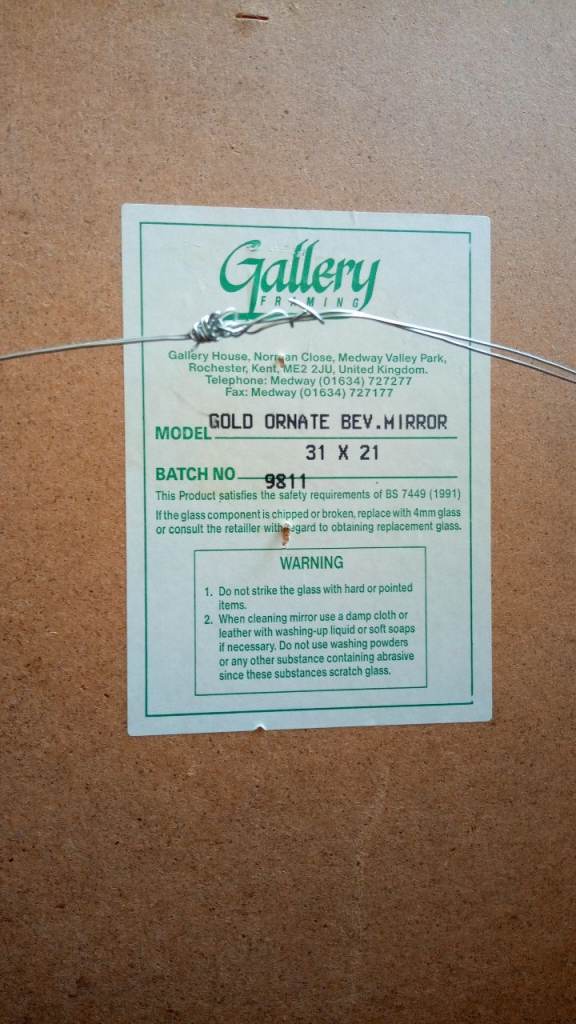 Gallery
FRAMING
Gallery House, Norman Close, Medway Valley Park,
Rochester, Kent, ME2 2JU, United Kingdom.
Telephone: Medway (01634) 727277
Fax: Medway (01634) 727177
MODEL GOLD ORNATE BEV.MIRROR
31 X 21
BATCH NO 9811
This Product satisfies the safety requirements of BS 7449 (1991)
If the glass component is chipped or broken, replace with 4mm glass
or consult the retailler with regard to obtaining replacement glass.
WARNING
1. Do not strike the glass with hard or pointed
items.
2. When cleaning mirror use a damp cloth or
leather with washing-up liquid or soft soaps
if necessary. Do not use washing powders
or any other substance containing abrasive
since these substances scratch glass.